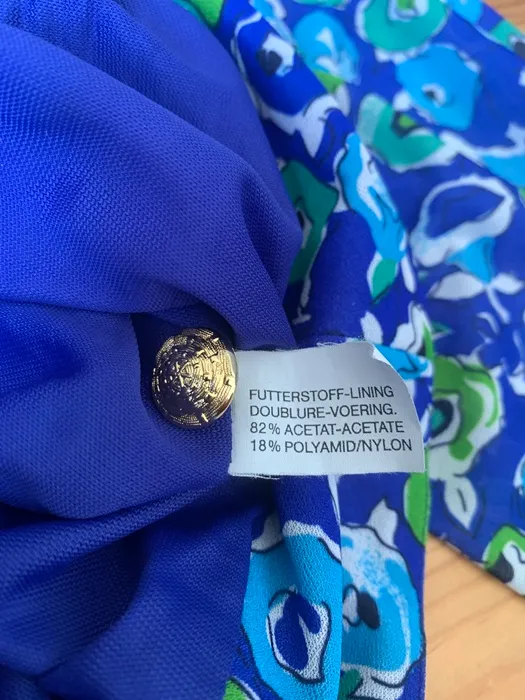 FUTTERSTOFF-LINING
DOUBLURE-VOERING.
82% ACETAT-ACETATE
18% POLYAMID/NYLON